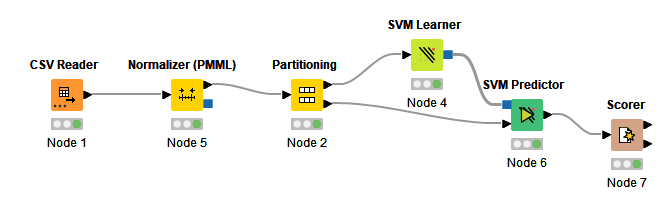 SVM Learner
CSV Reader
Normalizer (PMML)
Partitioning
Node 4
SVM Predictor
Scorer
Node 1
Node 5
Node 2
Node 6
Node 7